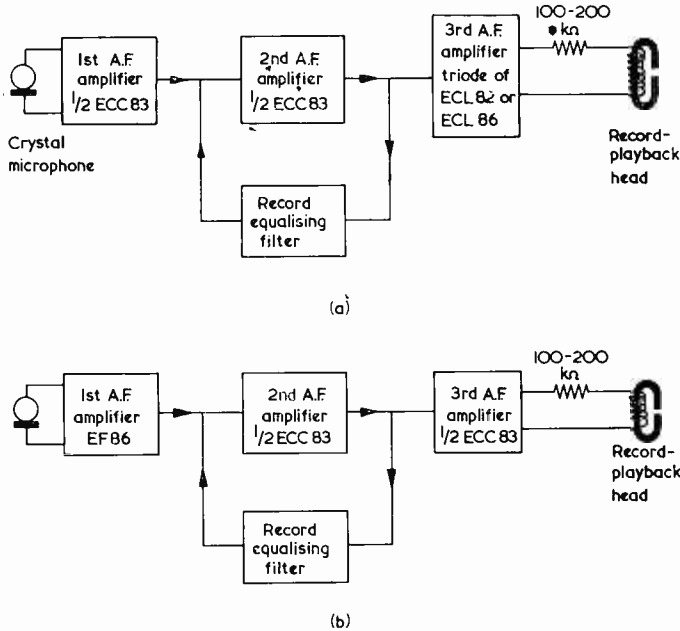 1st A.F.
amplifier
1/2 ECC 83
2nd A.F.
amplifier
1/2 ECC 83
3rd A.F.
amplifier
triode of
ECL 82 or
ECL 86
100-200
kΩ
Crystal
microphone
Record
equalising
filter
Record-
playback
head
(a)
1st A.F.
amplifier
EF 86
2nd A.F.
amplifier
1/2 ECC 83
3rd A.F.
amplifier
1/2 ECC 83
100-200
kΩ
Record
equalising
filter
Record-
playback
head
(b)